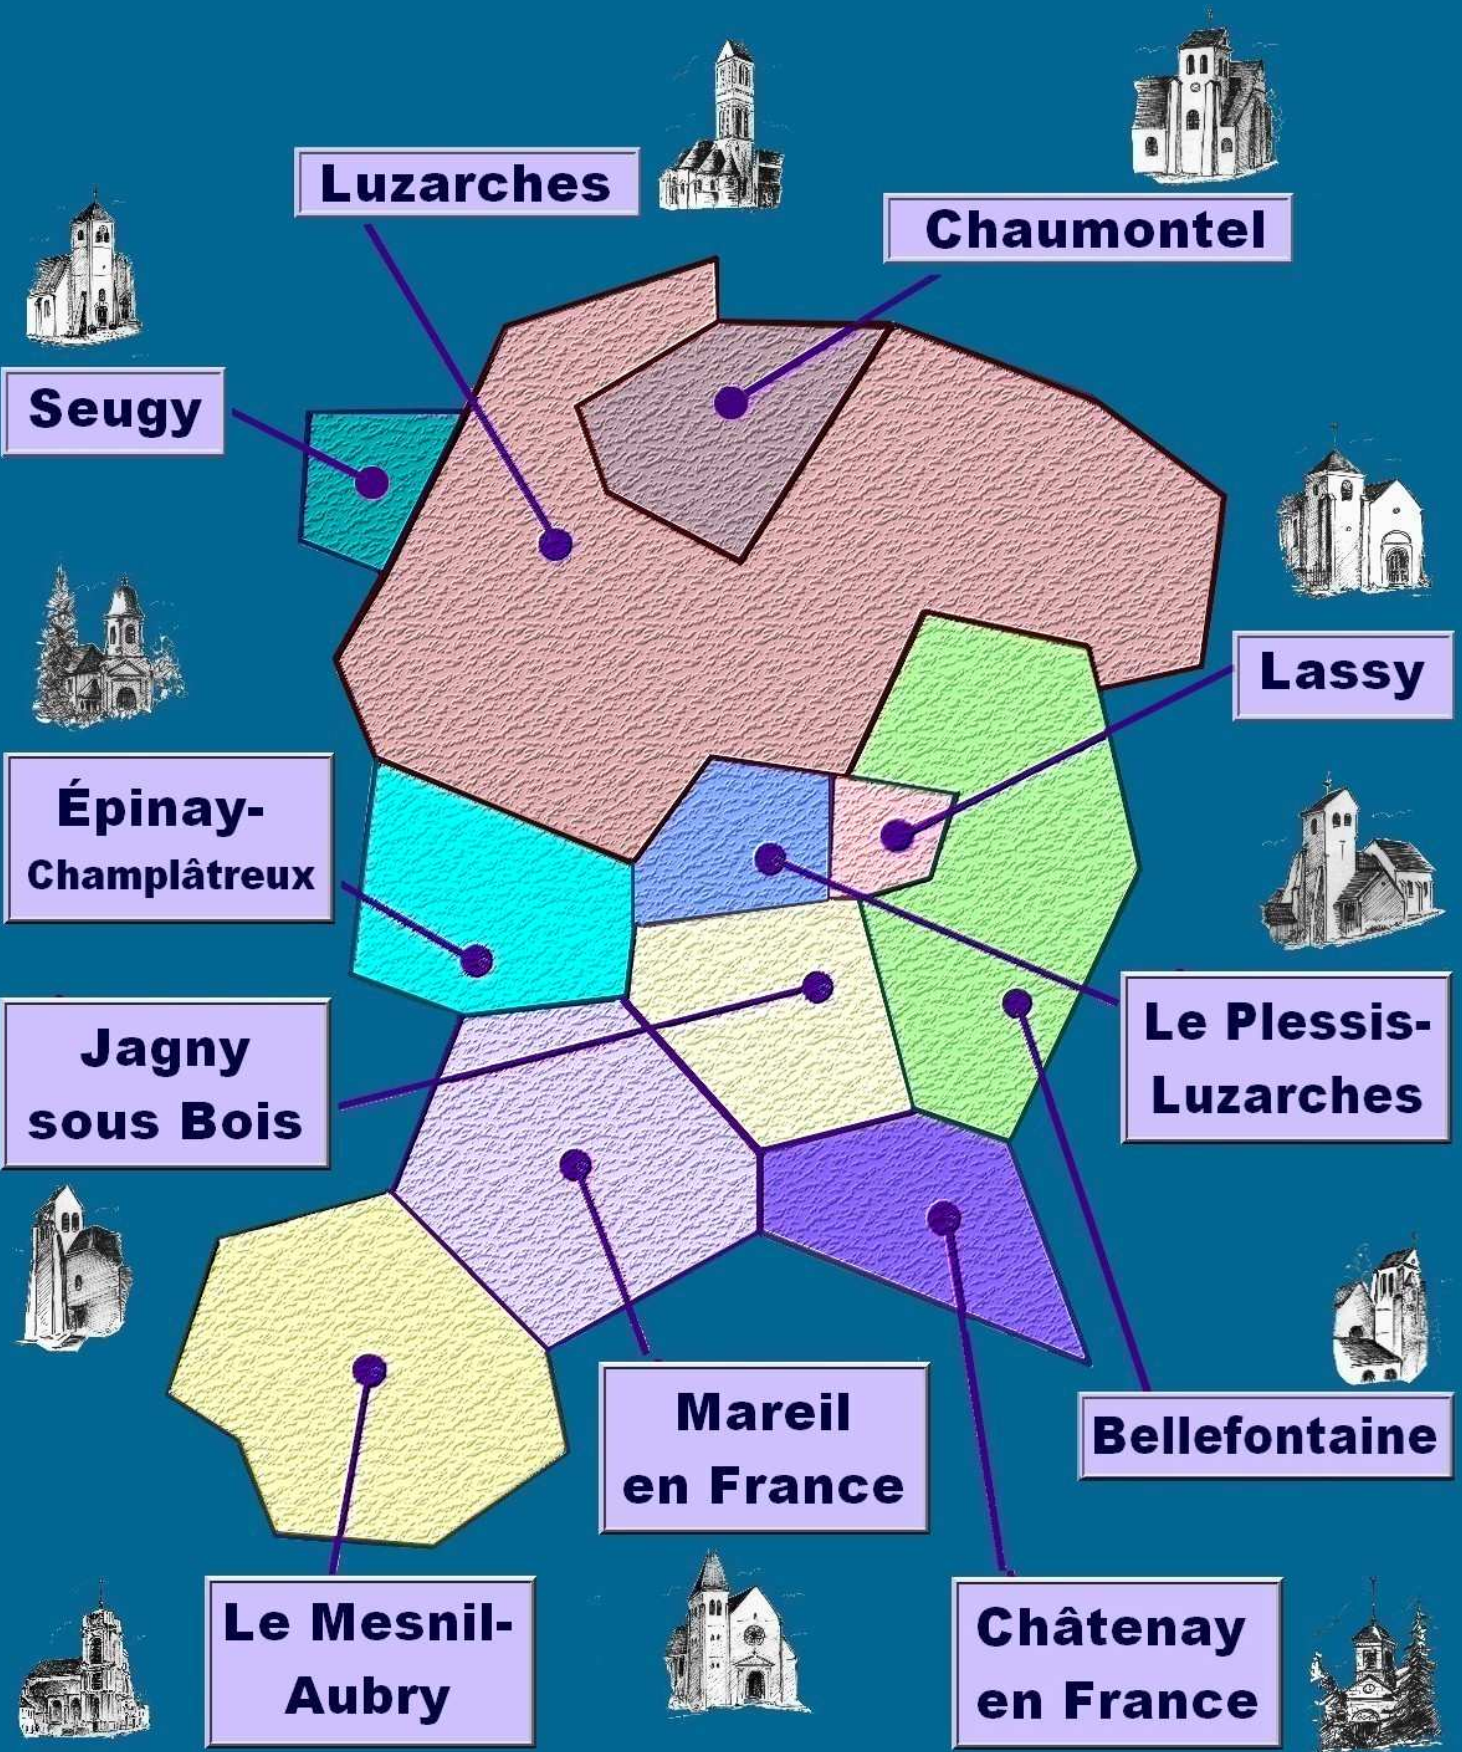 Luzarches
Chaumontel
Seugy
Lassy
Épinay-
Champlâtreux
Jagny
sous Bois
Le Plessis-
Luzarches
Mareil
en France
Bellefontaine
Le Mesnil-
Aubry
Châtenay
en France